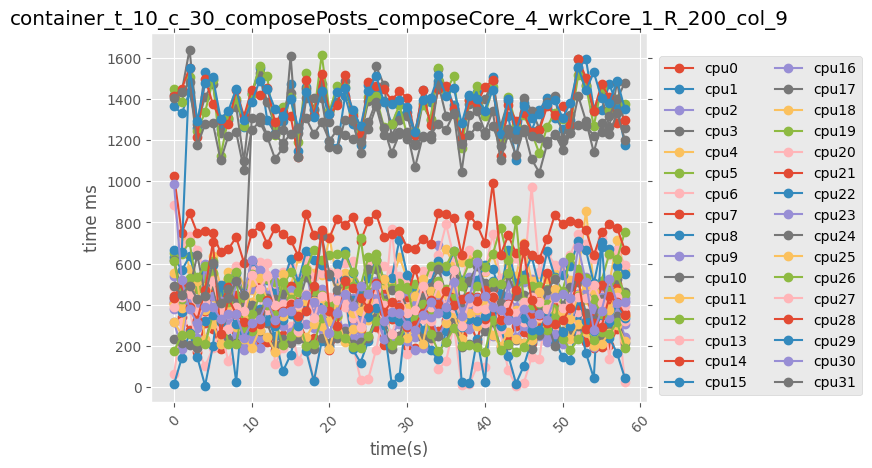 container_t_10_c_30_composePosts_composeCore_4_wrkCore_1_R_200_col_9
time ms
1600
1400
1200
1000
800
600
400
200
0
0
10
20
30
40
50
60
time(s)
cpu0
cpu1
cpu2
cpu3
cpu4
cpu5
cpu6
cpu7
cpu8
cpu9
cpu10
cpu11
cpu12
cpu13
cpu14
cpu15
cpu16
cpu17
cpu18
cpu19
cpu20
cpu21
cpu22
cpu23
cpu24
cpu25
cpu26
cpu27
cpu28
cpu29
cpu30
cpu31